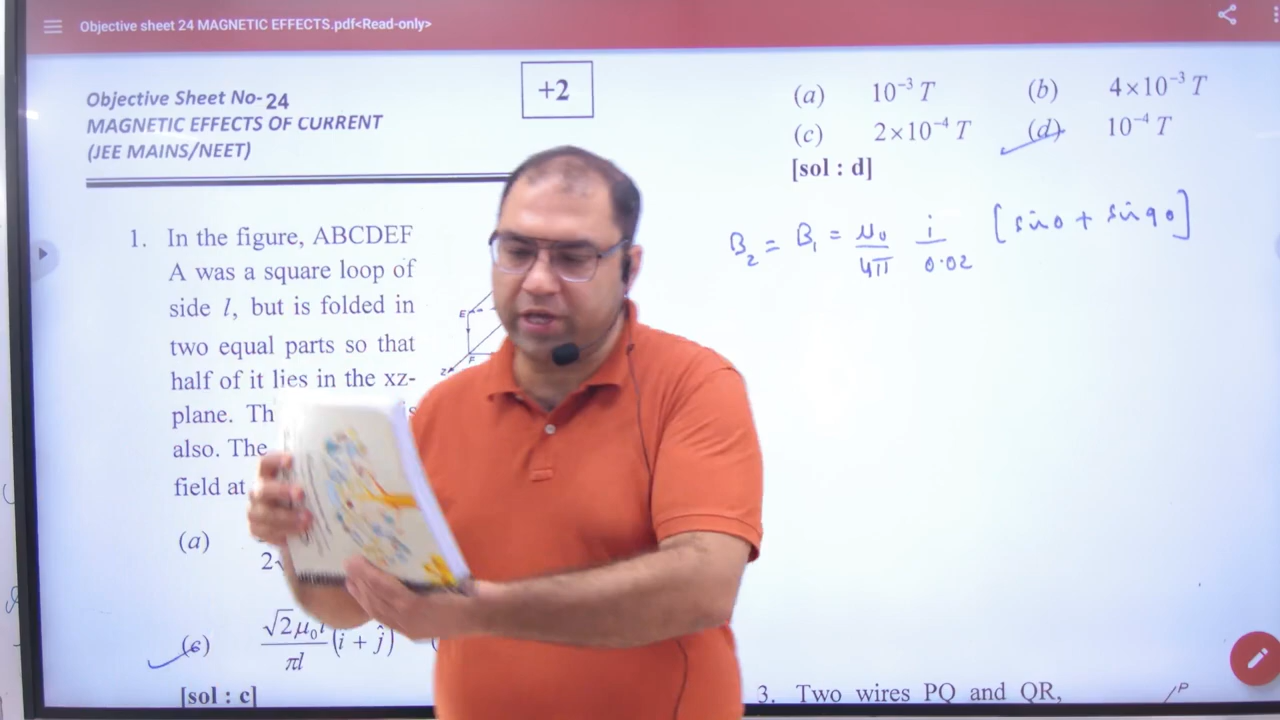 Objective sheet 24 MAGNETIC EFFECTS.pdf<Read-only>
Objective Sheet No-24
MAGNETIC EFFECTS OF CURRENT
(JEE MAINS/NEET)
+2
1. In the figure, ABCDEF
A was a square loop of
side l, but is folded in
two equal parts so that
half of it lies in the xz-
plane. Th
also. The
field at
E
F
z
(a)
(c) √2μ₀i/πl (i + ĵ)
[sol : c]
(a) 10⁻³ T (b) 4×10⁻³ T
(c) 2×10⁻⁴ T (d) 10⁻⁴ T
[sol : d]
B₂ = B₁ = μ₀/4π i/0.02 [sin0 + sin90]
3. Two wires PQ and QR,
P